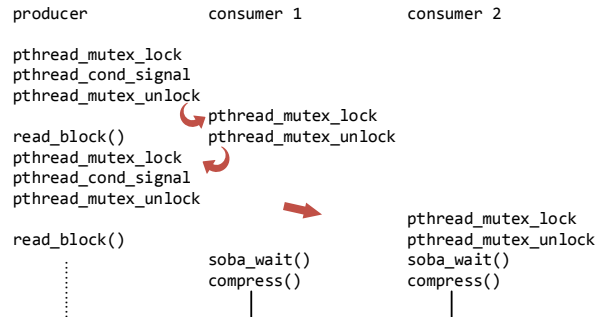 producer consumer 1 consumer 2
pthread_mutex_lock
pthread_cond_signal
pthread_mutex_unlock
pthread_mutex_lock
read_block() pthread_mutex_unlock
pthread_mutex_lock
pthread_cond_signal
pthread_mutex_unlock
pthread_mutex_lock
read_block() pthread_mutex_unlock
soba_wait() soba_wait()
compress() compress()